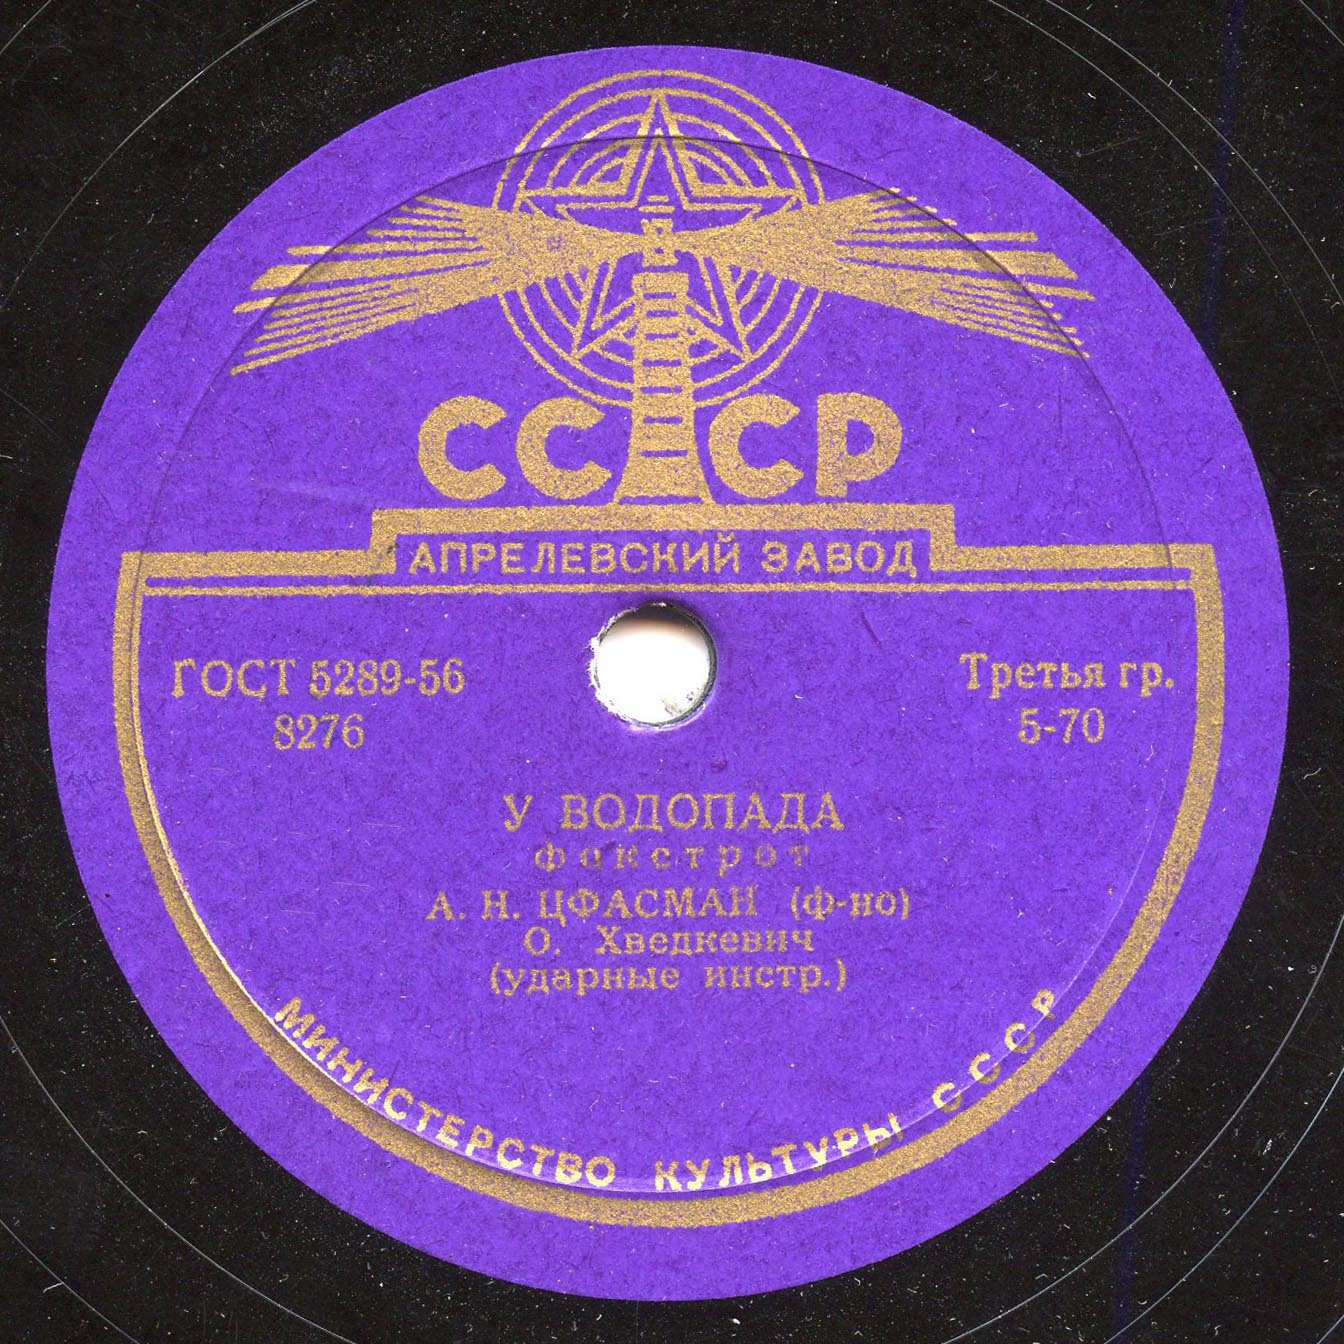 СССР
АПРЕЛЕВСКИЙ ЗАВОД
ГОСТ 5289-56
8276
Третья гр.
5-70
У ВОДОПАДА
фокстрот
А. Н. ЦФАСМАН (ф-но)
О. Хведкевич
(ударные инстр.)
МИНИСТЕРСТВО КУЛЬТУРЫ СССР